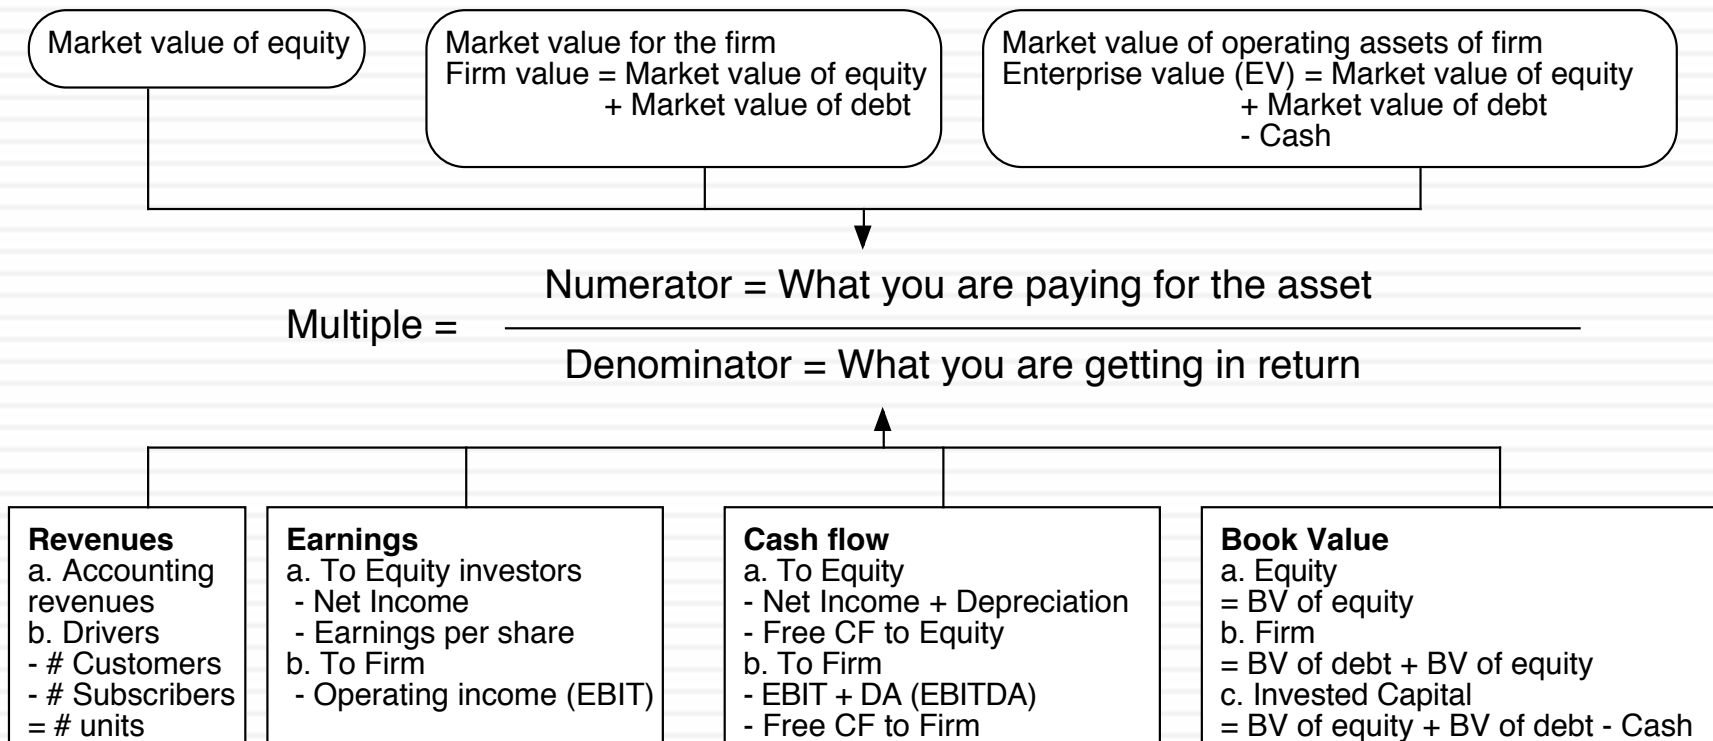 Market value of equity
Market value for the firm
Firm value = Market value of equity
+ Market value of debt
Market value of operating assets of firm
Enterprise value (EV) = Market value of equity
+ Market value of debt
- Cash
Numerator = What you are paying for the asset
Multiple =
Denominator = What you are getting in return
Revenues
a. Accounting
revenues
b. Drivers
- # Customers
- # Subscribers
= # units
Earnings
a. To Equity investors
- Net Income
- Earnings per share
b. To Firm
- Operating income (EBIT)
Cash flow
a. To Equity
- Net Income + Depreciation
- Free CF to Equity
b. To Firm
- EBIT + DA (EBITDA)
- Free CF to Firm
Book Value
a. Equity
= BV of equity
b. Firm
= BV of debt + BV of equity
c. Invested Capital
= BV of equity + BV of debt - Cash